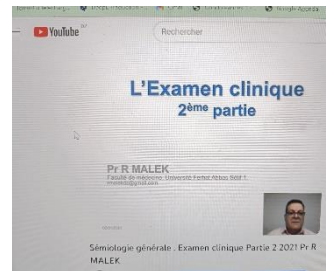 YouTube
Rechercher
L'Examen clinique
2ème partie
Pr R MALEK
Faculté de médecine, Université Ferhat Abbas Sétif 1,
Sémiologie générale . Examen clinique Partie 2 2021 Pr R
MALEK